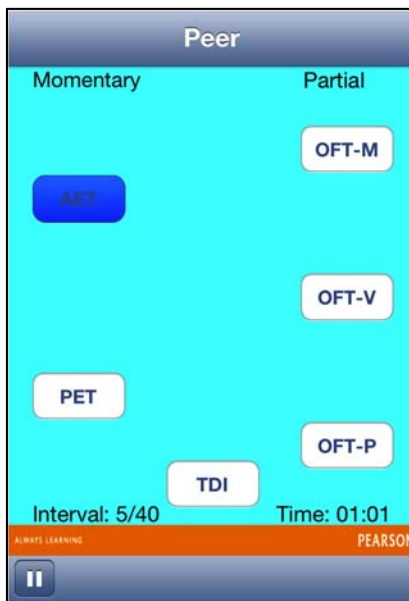 Peer
Momentary Partial
OFT-M
AET
OFT-V
PET
OFT-P
TDI
Interval: 5/40 Time: 01:01
ALWAYS LEARNING PEARSON